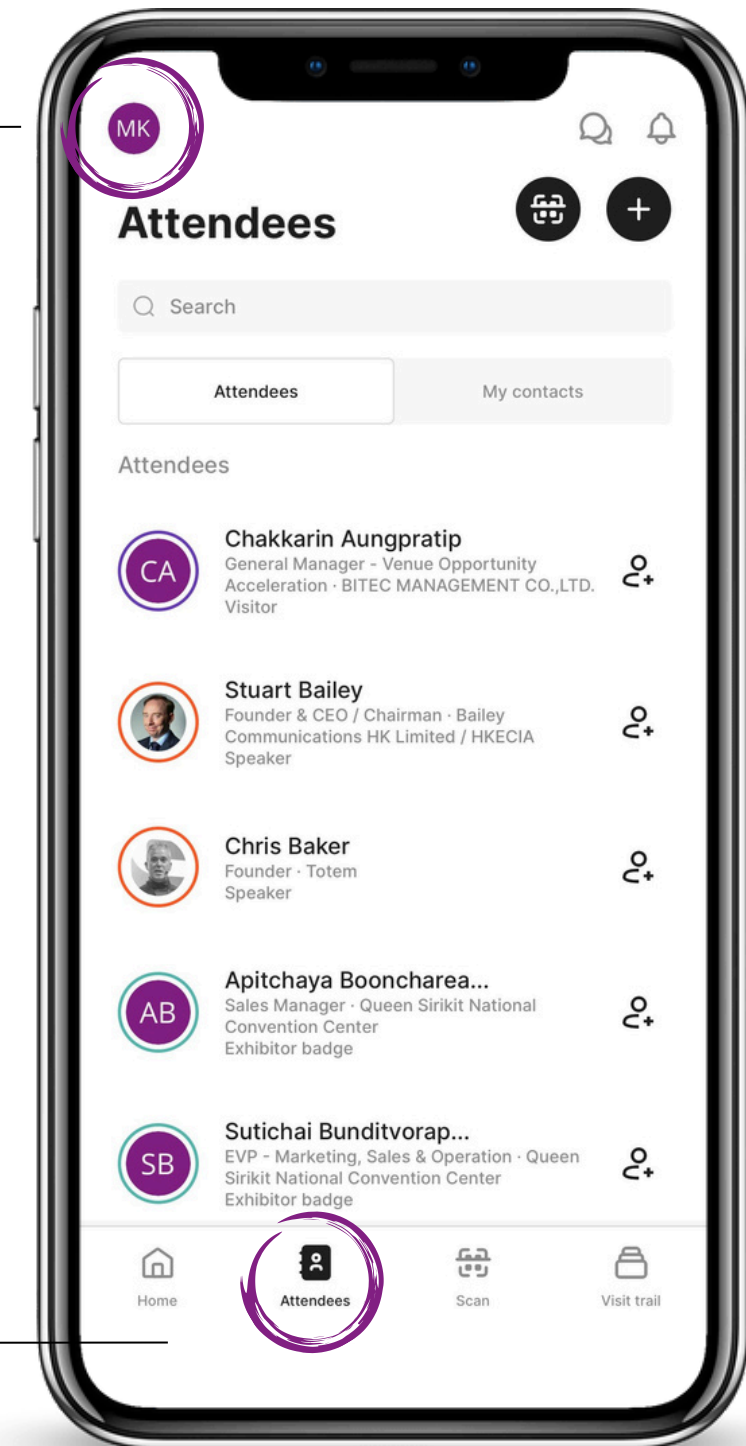 MK
Attendees
Search
Attendees
My contacts
Attendees
CA
Chakkarin Aungpratip
General Manager - Venue Opportunity
Acceleration · BITEC MANAGEMENT CO.,LTD.
Visitor
Stuart Bailey
Founder & CEO / Chairman · Bailey
Communications HK Limited / HKECIA
Speaker
Chris Baker
Founder · Totem
Speaker
AB
Apitchaya Booncharea...
Sales Manager · Queen Sirikit National
Convention Center
Exhibitor badge
SB
Sutichai Bunditvorap...
EVP - Marketing, Sales & Operation · Queen
Sirikit National Convention Center
Exhibitor badge
Home
Attendees
Scan
Visit trail